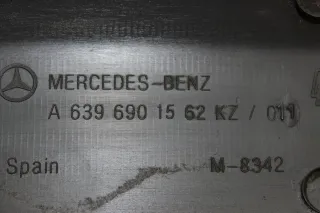 MERCEDES-BENZ
A 639 690 15 62 KZ / 011
Spain M-8342